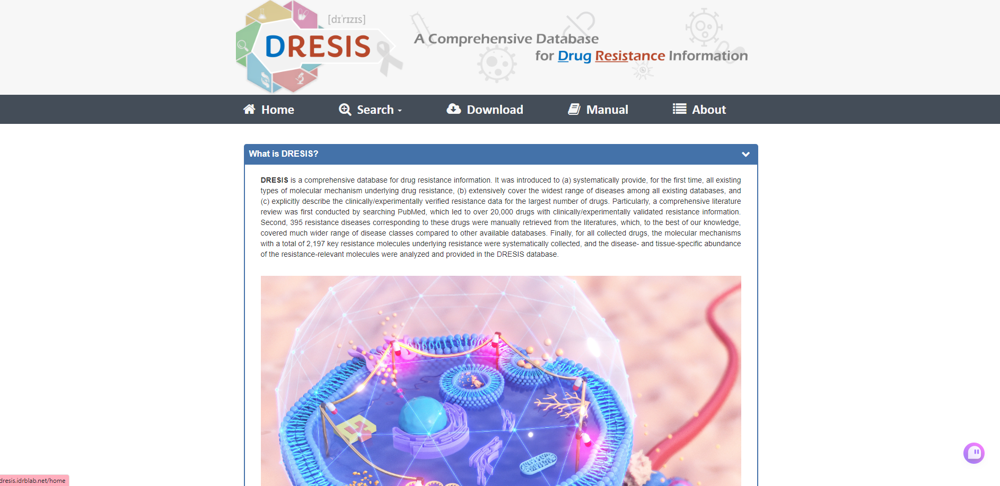 [dɪˈrɪzɪs]
DRESIS
A Comprehensive Database
for Drug Resistance Information
Home
Search
Download
Manual
About
What is DRESIS?
DRESIS is a comprehensive database for drug resistance information. It was introduced to (a) systematically provide, for the first time, all existing
types of molecular mechanism underlying drug resistance, (b) extensively cover the widest range of diseases among all existing databases, and
(c) explicitly describe the clinically/experimentally verified resistance data for the largest number of drugs. Particularly, a comprehensive literature
review was first conducted by searching PubMed, which led to over 20,000 drugs with clinically/experimentally validated resistance information.
Second, 395 resistance diseases corresponding to these drugs were manually retrieved from the literatures, which, to the best of our knowledge,
covered much wider range of disease classes compared to other available databases. Finally, for all collected drugs, the molecular mechanisms
with a total of 2,197 key resistance molecules underlying resistance were systematically collected, and the disease- and tissue-specific abundance
of the resistance-relevant molecules were analyzed and provided in the DRESIS database.
dresis.idrblab.net/home